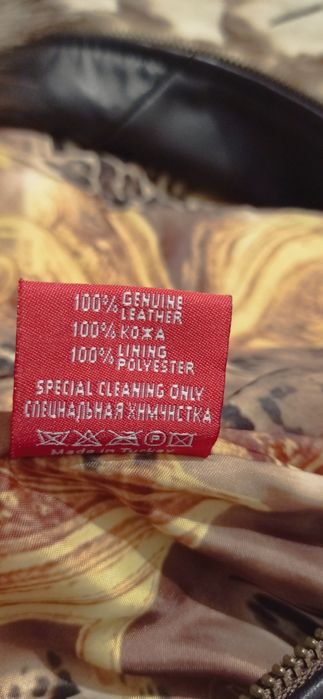 100% GENUINE LEATHER
100% КОЖА
100% LINING POLYESTER
SPECIAL CLEANING ONLY
СПЕЦИАЛЬНАЯ ХИМЧИСТКА
P
Made in Turkey